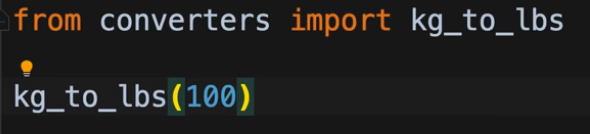 from converters import kg_to_lbs
kg_to_lbs(100)